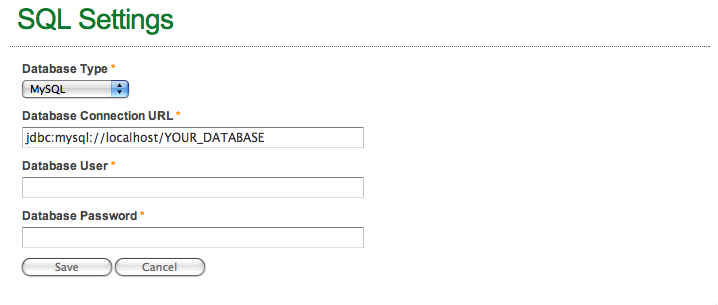 SQL Settings
Database Type *
MySQL
Database Connection URL *
jdbc:mysql://localhost/YOUR_DATABASE
Database User *
Database Password *
Save Cancel